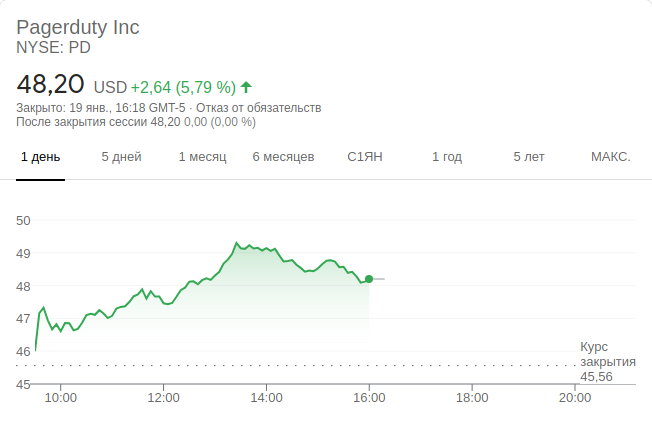 Pagerduty Inc
NYSE: PD
48,20 USD +2,64 (5,79 %)
Закрыто: 19 янв., 16:18 GMT-5 · Отказ от обязательств
После закрытия сессии 48,20 0,00 (0,00 %)
1 день 5 дней 1 месяц 6 месяцев С1ЯН 1 год 5 лет МАКС.
50
49
48
47
46
Курс
закрытия
45,56
45
10:00 12:00 14:00 16:00 18:00 20:00